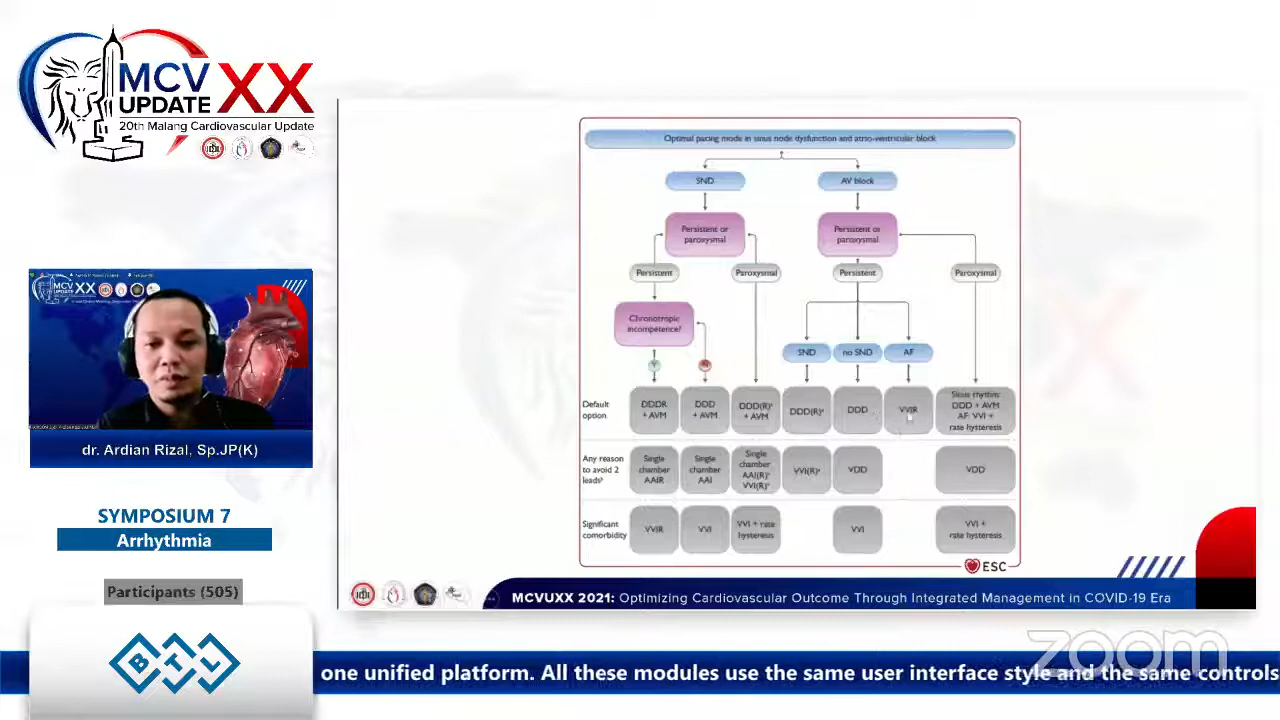 MCV XX
UPDATE
20th Malang Cardiovascular Update
MCV XX
UPDATE
dr. Ardian Rizal, Sp.JP(K)
SYMPOSIUM 7
Arrhythmia
Participants (505)
BTL
Optimal pacing mode in sinus node dysfunction and atrio-ventricular block
SND
AV block
Persistent or
paroxysmal
Persistent or
paroxysmal
Persistent
Paroxysmal
Persistent
Paroxysmal
Chronotropic
incompetence?
Y
N
SND
no SND
AF
Default
option
DDDR
+ AVM
DDD
+ AVM
DDD(R)ᵃ
+ AVM
DDD(R)ᵃ
DDD
VVIR
Sinus rhythm:
DDD + AVM
AF: VVI +
rate hysteresis
Any reason
to avoid 2
leadsᵇ
Single
chamber
AAIR
Single
chamber
AAI
Single
chamber
AAI(R)ᵃ
VVI(R)ᵃ
VVI(R)ᵃ
VDD
VDD
Significant
comorbidity
VVIR
VVI
VVI + rate
hysteresis
VVI
VVI +
rate hysteresis
ESC
MCVUXX 2021: Optimizing Cardiovascular Outcome Through Integrated Management in COVID-19 Era
zoom
one unified platform. All these modules use the same user interface style and the same controls